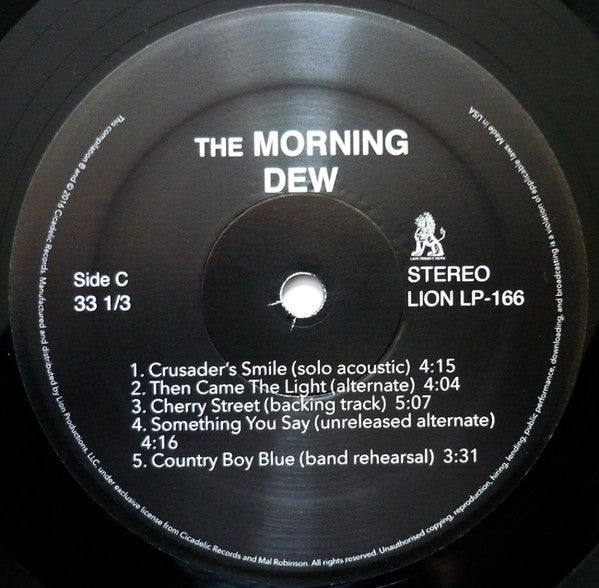 THE MORNING
DEW
Side C
33 1/3
STEREO
LION LP-166
1. Crusader's Smile (solo acoustic) 4:15
2. Then Came The Light (alternate) 4:04
3. Cherry Street (backing track) 5:07
4. Something You Say (unreleased alternate)
4:16
5. Country Boy Blue (band rehearsal) 3:31
This compilation ℗ and © 2016 Cicadelic Records. Manufactured and distributed by Lion Productions, LLC, under exclusive license from Cicadelic Records and Mal Robinson. All rights reserved. Unauthorised copying, reproduction, hiring, lending, public performance, downloading, and broadcasting is a violation of applicable laws. Made in USA